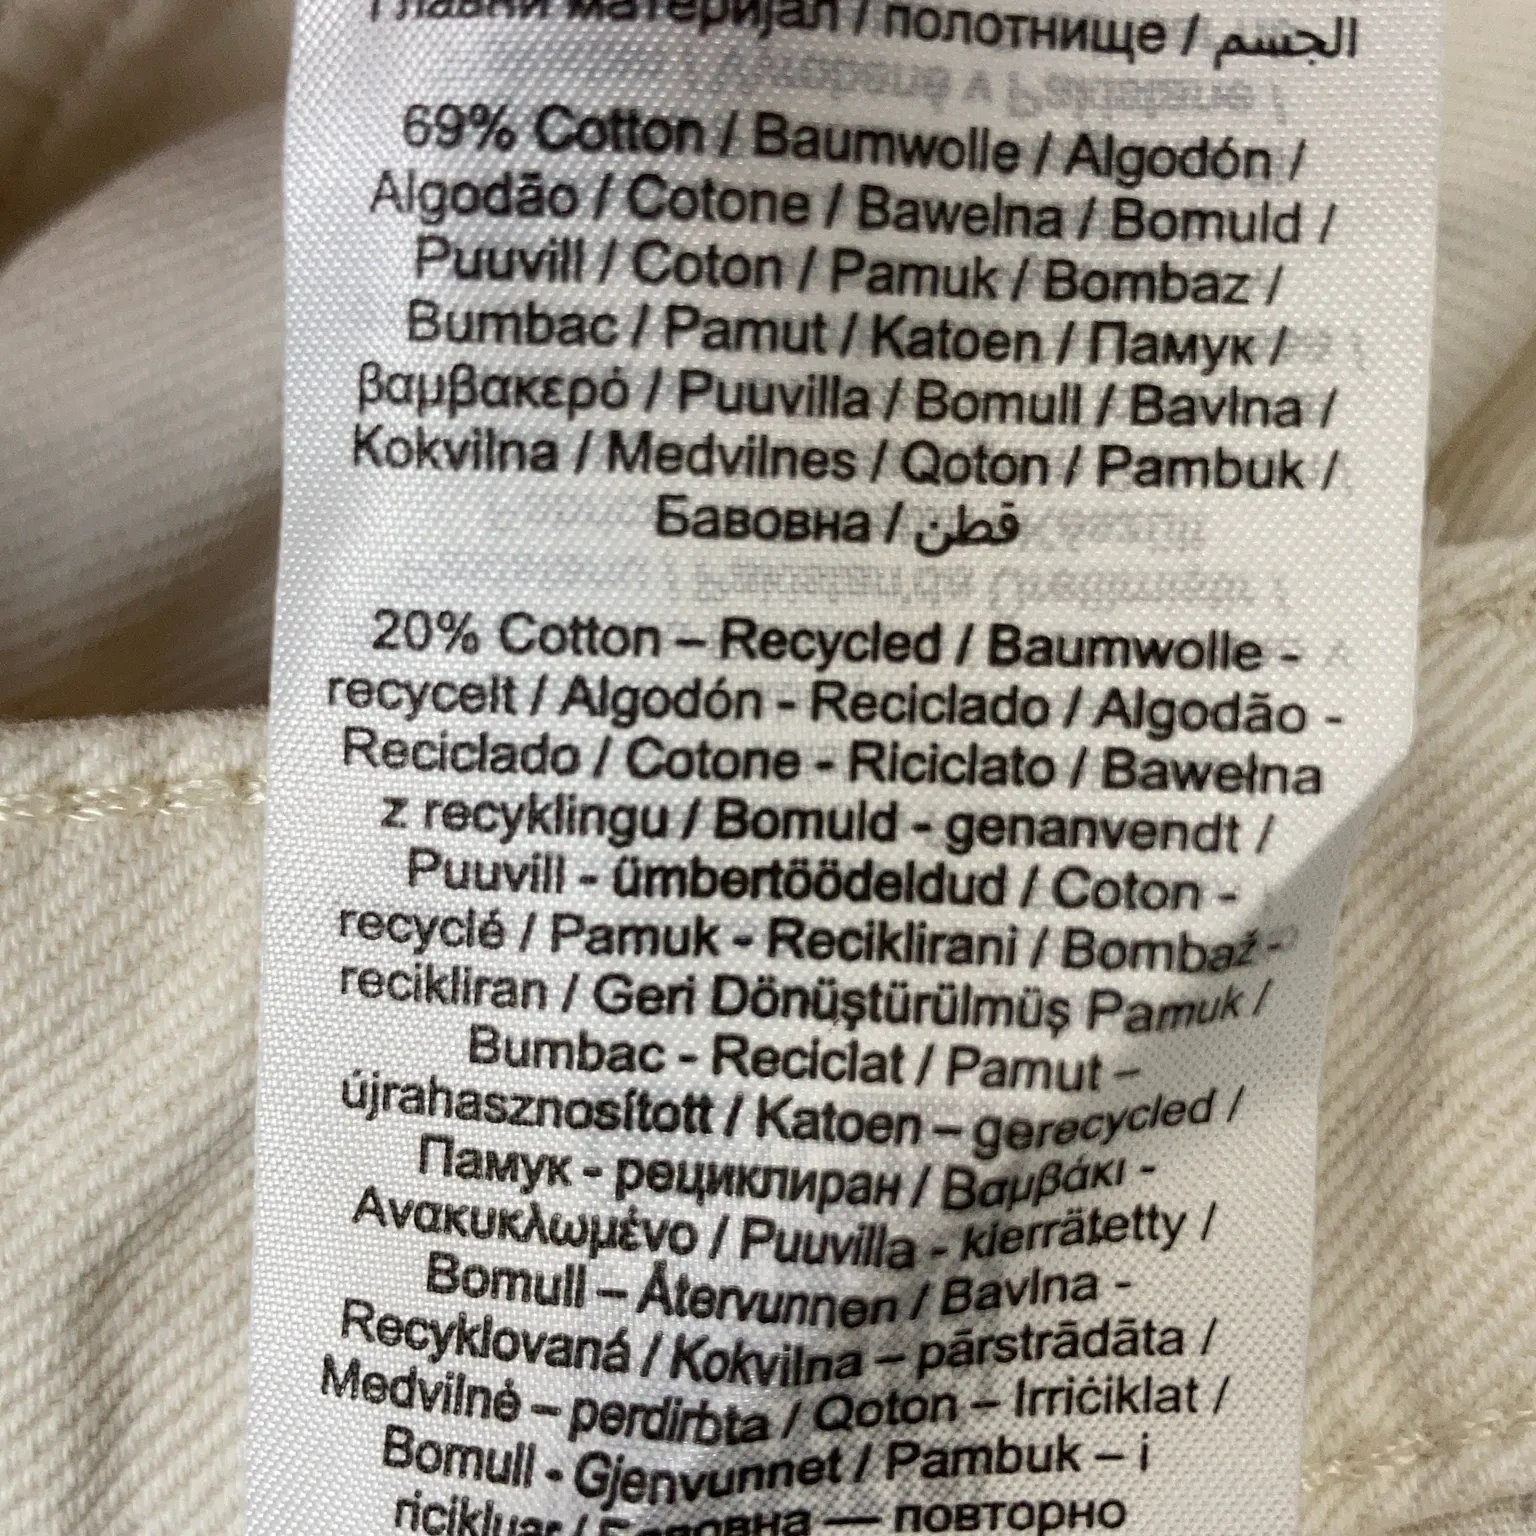 Главни материјал / полотнище / الجسم
69% Cotton / Baumwolle / Algodón /
Algodão / Cotone / Bawelna / Bomuld /
Puuvill / Coton / Pamuk / Bombaz /
Bumbac / Pamut / Katoen / Памук /
βαμβακερό / Puuvilla / Bomull / Bavlna /
Kokvilna / Medvilnes / Qoton / Pambuk /
Бавовна / قطن
20% Cotton – Recycled / Baumwolle -
recycelt / Algodón - Reciclado / Algodão -
Reciclado / Cotone - Riciclato / Bawełna
z recyklingu / Bomuld - genanvendt /
Puuvill - ümbertöödeldud / Coton -
recyclé / Pamuk - Reciklirani / Bombaž -
recikliran / Geri Dönüştürülmüş Pamuk /
Bumbac - Reciclat / Pamut –
újrahasznosított / Katoen – gerecycled /
Памук - рециклиран / Βαμβάκι -
Ανακυκλωμένο / Puuvilla - kierrätetty /
Bomull – Återvunnen / Bavlna -
Recyklovaná / Kokvilna – pārstrādāta /
Medvilnė – perdirbta / Qoton – Irriċiklat /
Bomull - Gjenvunnet / Pambuk – i
ricikluar / Бавовна — повторно